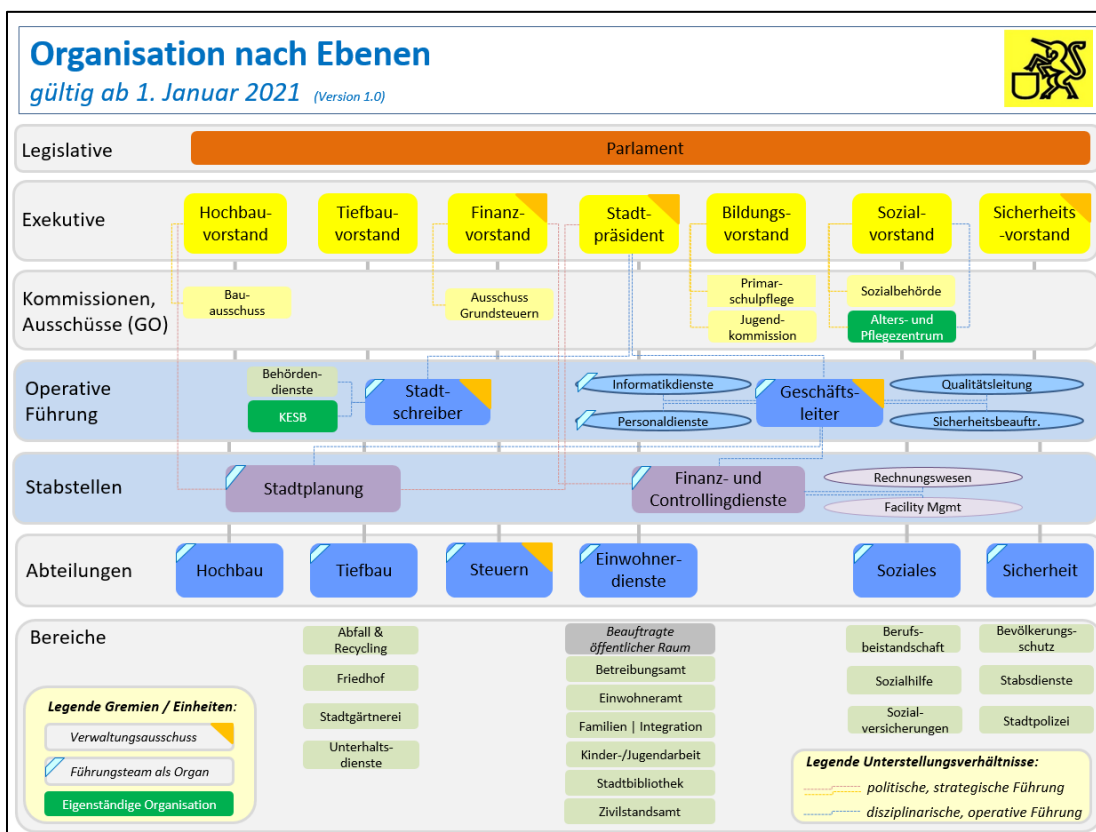 Organisation nach Ebenen
gültig ab 1. Januar 2021 (Version 1.0)
Legislative
Parlament
Exekutive
Hochbau-
vorstand
Tiefbau-
vorstand
Finanz-
vorstand
Stadt-
präsident
Bildungs-
vorstand
Sozial-
vorstand
Sicherheits
-vorstand
Kommissionen,
Ausschüsse (GO)
Bau-
ausschuss
Ausschuss
Grundsteuern
Primar-
schulpflege
Jugend-
kommission
Sozialbehörde
Alters- und
Pflegezentrum
Operative
Führung
Behörden-
dienste
KESB
Stadt-
schreiber
Informatikdienste
Personaldienste
Geschäfts-
leiter
Qualitätsleitung
Sicherheitsbeauftr.
Stabstellen
Stadtplanung
Finanz- und
Controllingdienste
Rechnungswesen
Facility Mgmt
Abteilungen
Hochbau
Tiefbau
Steuern
Einwohner-
dienste
Soziales
Sicherheit
Bereiche
Abfall &
Recycling
Friedhof
Stadtgärtnerei
Unterhalts-
dienste
Beauftragte
öffentlicher Raum
Betreibungsamt
Einwohneramt
Familien | Integration
Kinder-/Jugendarbeit
Stadtbibliothek
Zivilstandsamt
Berufs-
beistandschaft
Sozialhilfe
Sozial-
versicherungen
Bevölkerungs-
schutz
Stabsdienste
Stadtpolizei
Legende Gremien / Einheiten:
Verwaltungsausschuss
Führungsteam als Organ
Eigenständige Organisation
Legende Unterstellungsverhältnisse:
politische, strategische Führung
disziplinarische, operative Führung